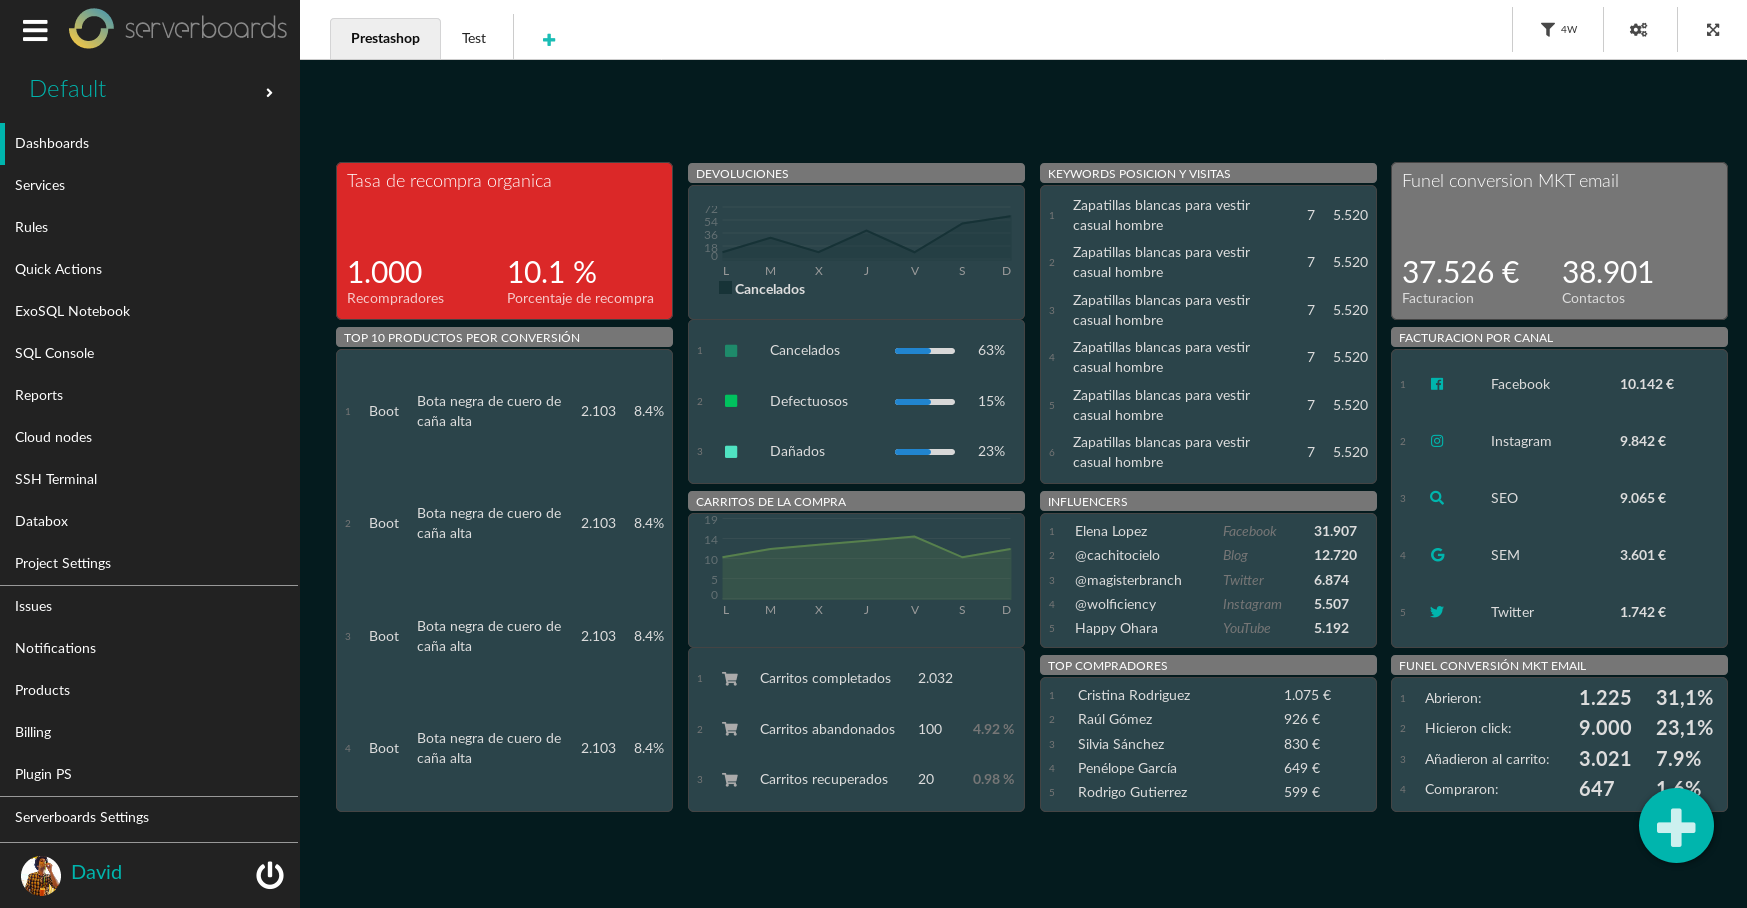 serverboards
Default
Dashboards
Services
Rules
Quick Actions
ExoSQL Notebook
SQL Console
Reports
Cloud nodes
SSH Terminal
Databox
Project Settings
Issues
Notifications
Products
Billing
Plugin PS
Serverboards Settings
David
Prestashop
Test
4W
Tasa de recompra organica
1.000
10.1 %
Recompradores
Porcentaje de recompra
TOP 10 PRODUCTOS PEOR CONVERSIÓN
1 Boot Bota negra de cuero de 2.103 8.4%
caña alta
2 Boot Bota negra de cuero de 2.103 8.4%
caña alta
3 Boot Bota negra de cuero de 2.103 8.4%
caña alta
4 Boot Bota negra de cuero de 2.103 8.4%
caña alta
DEVOLUCIONES
72
54
36
18
0
L M X J V S D
Cancelados
1 Cancelados 63%
2 Defectuosos 15%
3 Dañados 23%
CARRITOS DE LA COMPRA
19
14
10
5
0
L M X J V S D
1 Carritos completados 2.032
2 Carritos abandonados 100 4.92 %
3 Carritos recuperados 20 0.98 %
KEYWORDS POSICION Y VISITAS
1 Zapatillas blancas para vestir 7 5.520
casual hombre
2 Zapatillas blancas para vestir 7 5.520
casual hombre
3 Zapatillas blancas para vestir 7 5.520
casual hombre
4 Zapatillas blancas para vestir 7 5.520
casual hombre
5 Zapatillas blancas para vestir 7 5.520
casual hombre
6 Zapatillas blancas para vestir 7 5.520
casual hombre
INFLUENCERS
1 Elena Lopez Facebook 31.907
2 @cachitocielo Blog 12.720
3 @magisterbranch Twitter 6.874
4 @wolficiency Instagram 5.507
5 Happy Ohara YouTube 5.192
TOP COMPRADORES
1 Cristina Rodriguez 1.075 €
2 Raúl Gómez 926 €
3 Silvia Sánchez 830 €
4 Penélope García 649 €
5 Rodrigo Gutierrez 599 €
Funel conversion MKT email
37.526 €
38.901
Facturacion
Contactos
FACTURACION POR CANAL
1 Facebook 10.142 €
2 Instagram 9.842 €
3 SEO 9.065 €
4 SEM 3.601 €
5 Twitter 1.742 €
FUNEL CONVERSIÓN MKT EMAIL
1 Abrieron: 1.225 31,1%
2 Hicieron click: 9.000 23,1%
3 Añadieron al carrito: 3.021 7.9%
4 Compraron: 647 1.6%